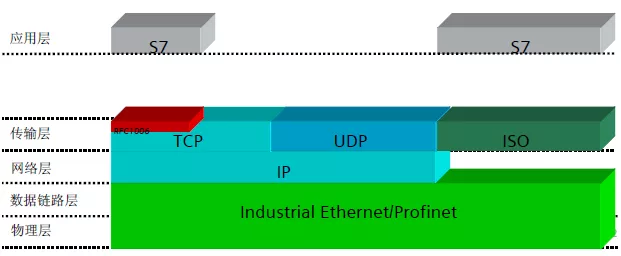 应用层
S7
S7
传输层
RFC1006
TCP
UDP
ISO
网络层
IP
数据链路层
Industrial Ethernet/Profinet
物理层